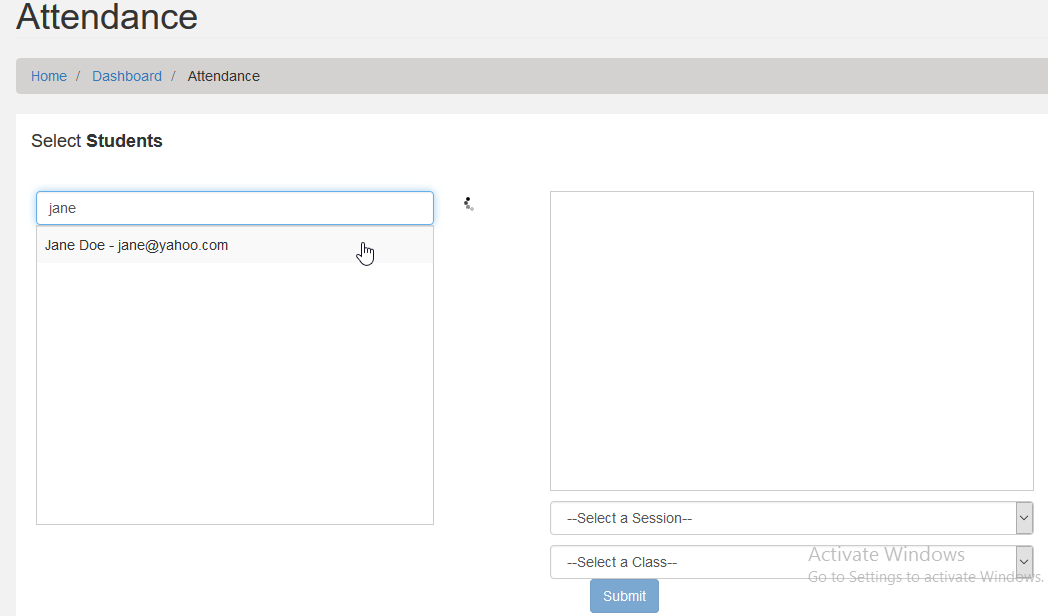 Attendance
Home / Dashboard / Attendance
Select Students
jane
Jane Doe - jane@yahoo.com
--Select a Session--
--Select a Class--
Activate Windows
Go to Settings to activate Windows.
Submit